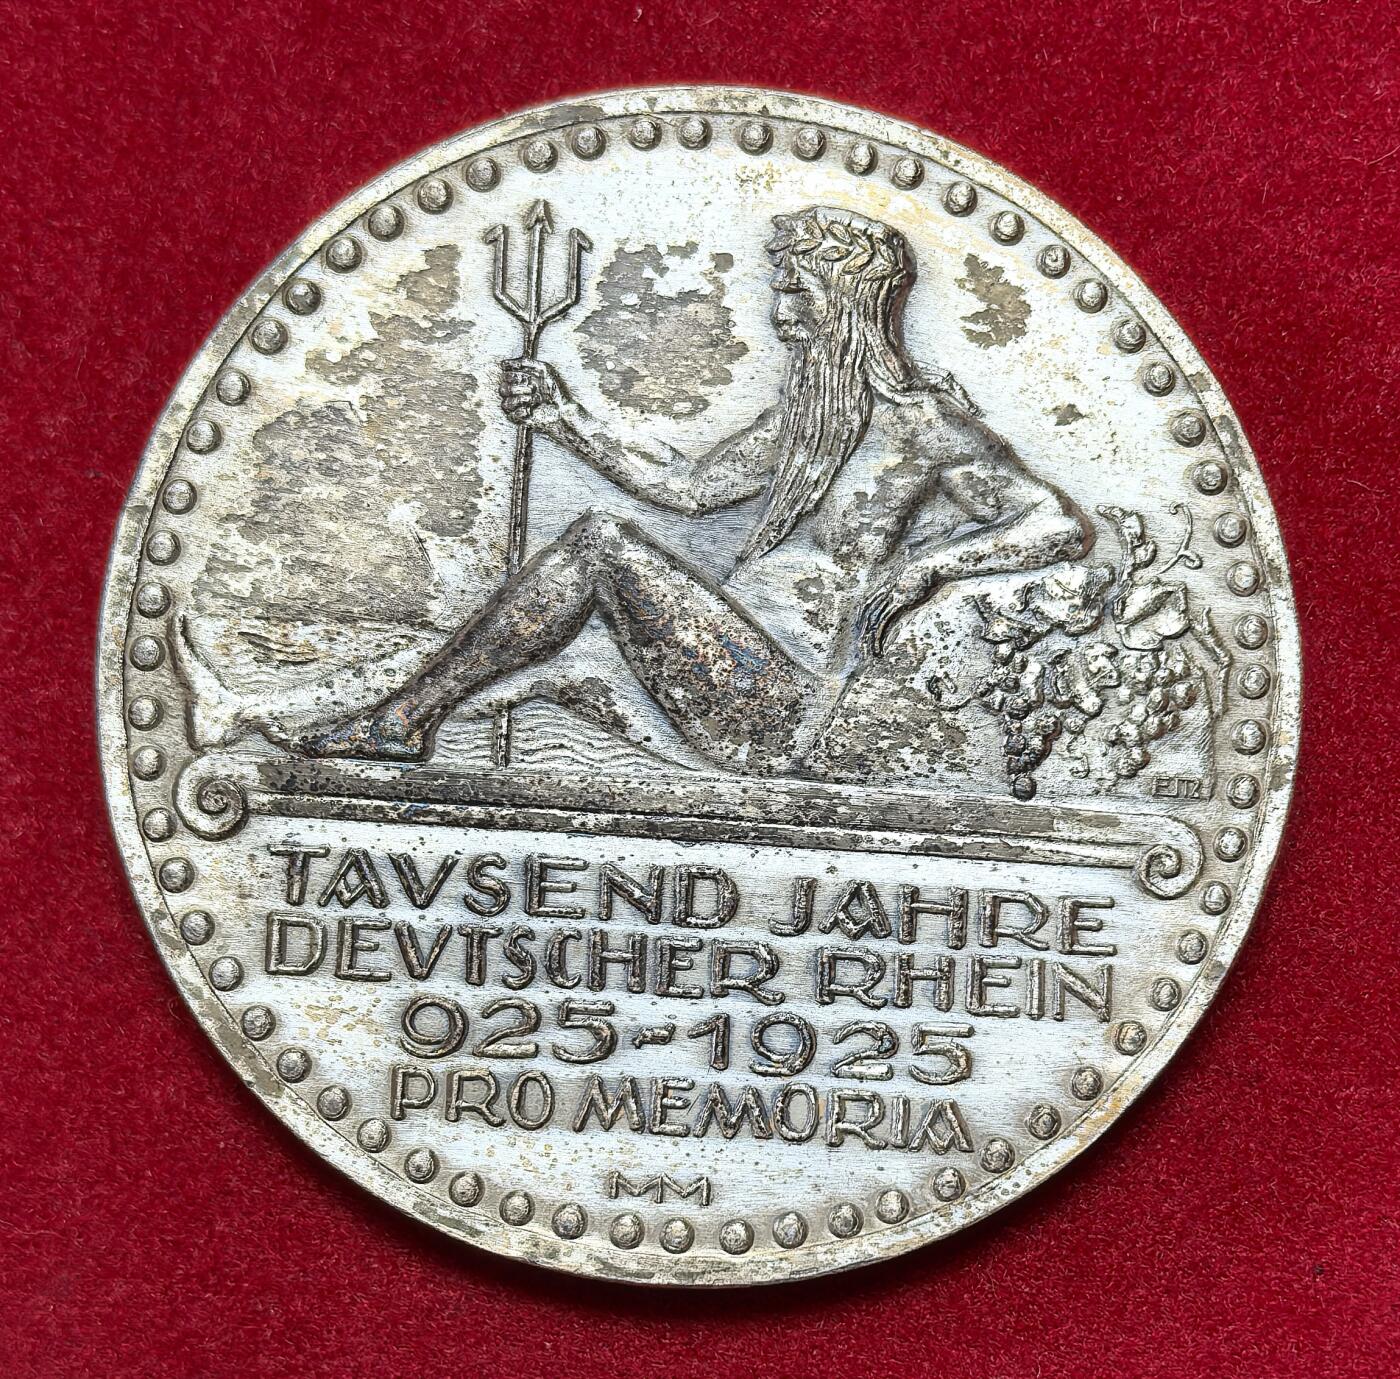 TAVSEND JAHRE
DEVTSCHER RHEIN
925-1925
PRO MEMORIA
MM